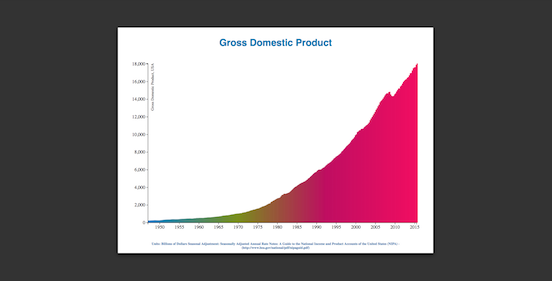 Gross Domestic Product
18,000
Gross Domestic Product, USA
16,000
14,000
12,000
10,000
8,000
6,000
4,000
2,000
0
1950 1955 1960 1965 1970 1975 1980 1985 1990 1995 2000 2005 2010 2015
Units: Billions of Dollars Seasonal Adjustment: Seasonally Adjusted Annual Rate Notes: A Guide to the National Income and Product Accounts of the United States (NIPA) -
(http://www.bea.gov/national/pdf/nipaguid.pdf)